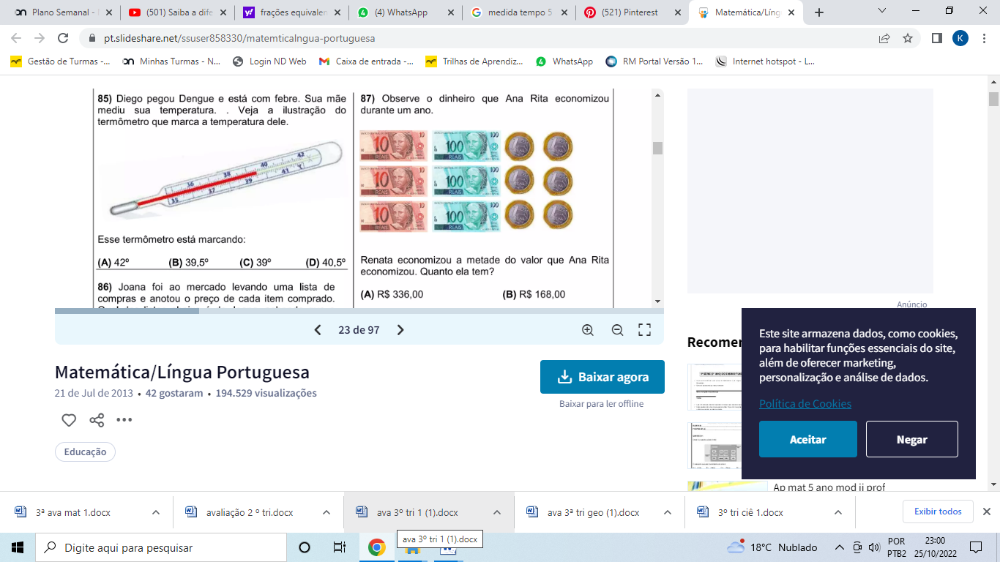 Plano Semanal -
(501) Saiba a dife
frações equivaler
(4) WhatsApp
medida tempo 5
(521) Pinterest
Matemática/Líng
pt.slideshare.net/ssuser858330/matemticalngua-portuguesa
K
Gestão de Turmas -...
Minhas Turmas - N...
Login ND Web
Caixa de entrada -...
Trilhas de Aprendiz...
WhatsApp
RM Portal Versão 1...
Internet hotspot - L...
85) Diego pegou Dengue e está com febre. Sua mãe
mediu sua temperatura. . Veja a ilustração do
termômetro que marca a temperatura dele.
36 38 40 42
35 37 39 41
Esse termômetro está marcando:
(A) 42º (B) 39,5º (C) 39º (D) 40,5º
86) Joana foi ao mercado levando uma lista de
compras e anotou o preço de cada item comprado.
87) Observe o dinheiro que Ana Rita economizou
durante um ano.
10 10 REAIS 100 100 REAIS
10 10 REAIS 100 100 REAIS
10 10 REAIS 100 100 REAIS
Renata economizou a metade do valor que Ana Rita
economizou. Quanto ela tem?
(A) R$ 336,00 (B) R$ 168,00
23 de 97
Matemática/Língua Portuguesa
21 de Jul de 2013 • 42 gostaram • 194.529 visualizações
Baixar agora
Baixar para ler offline
Educação
Anúncio
Recomen
Este site armazena dados, como cookies,
para habilitar funções essenciais do site,
além de oferecer marketing,
personalização e análise de dados.
Política de Cookies
Aceitar
Negar
Ap mat 5 ano mod ii prof
3ª ava mat 1.docx
avaliação 2 º tri.docx
ava 3º tri 1 (1).docx
ava 3ª tri geo (1).docx
3º tri ciê 1.docx
Exibir todos
ava 3º tri 1 (1).docx
Digite aqui para pesquisar
18°C Nublado
POR
PTB2
23:00
25/10/2022